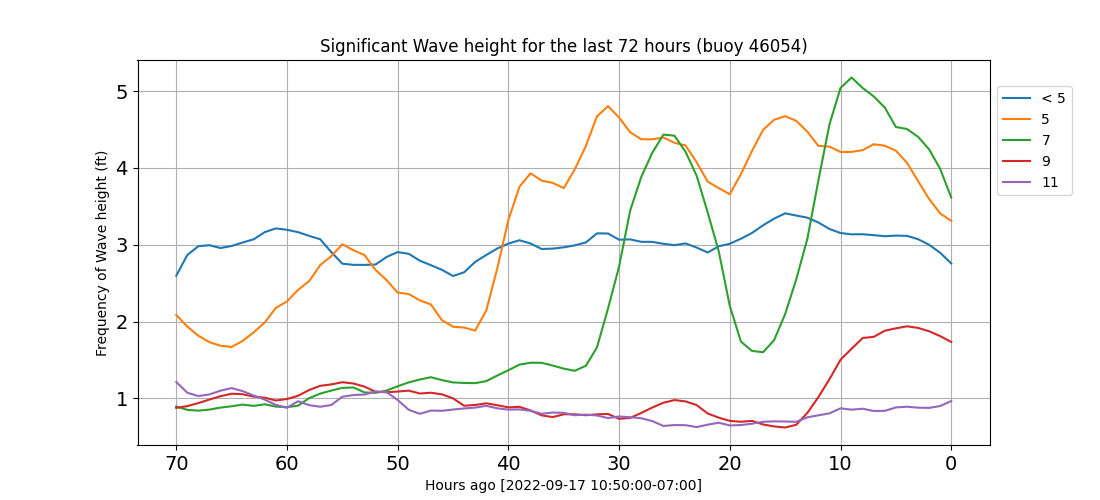 Significant Wave height for the last 72 hours (buoy 46054)
Frequency of Wave height (ft)
5
4
3
2
1
70 60 50 40 30 20 10 0
Hours ago [2022-09-17 10:50:00-07:00]
< 5
5
7
9
11